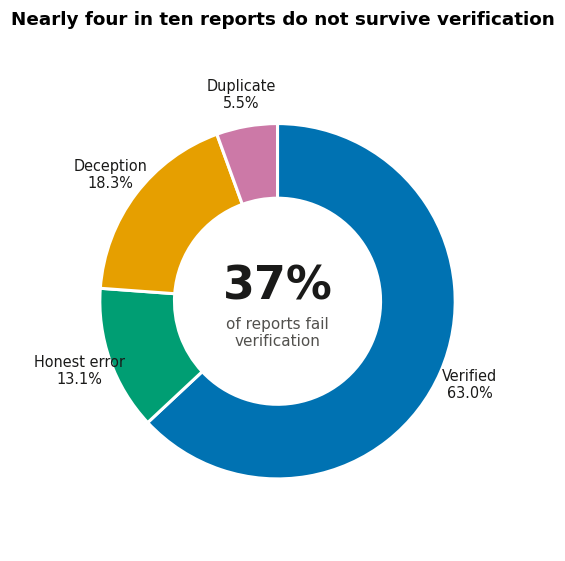 Nearly four in ten reports do not survive verification
Duplicate
5.5%
Deception
18.3%
37%
of reports fail
verification
Honest error
13.1%
Verified
63.0%